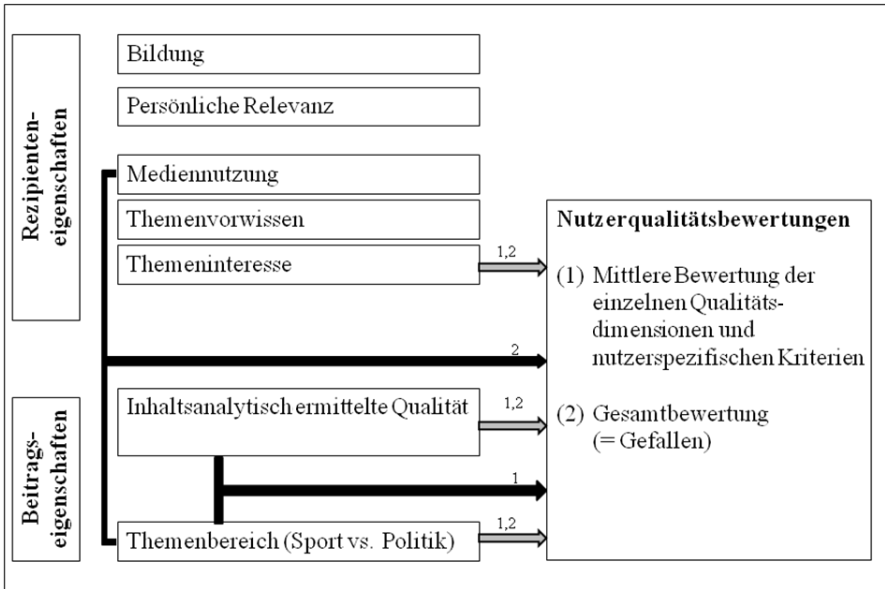 Rezipienten-
eigenschaften
Bildung
Persönliche Relevanz
Mediennutzung
Themenvorwissen
Themeninteresse
1,2
2
Beitrags-
eigenschaften
Inhaltsanalytisch ermittelte Qualität
1,2
1
Themenbereich (Sport vs. Politik)
1,2
Nutzerqualitätsbewertungen
(1) Mittlere Bewertung der
einzelnen Qualitäts-
dimensionen und
nutzerspezifischen Kriterien
(2) Gesamtbewertung
(= Gefallen)